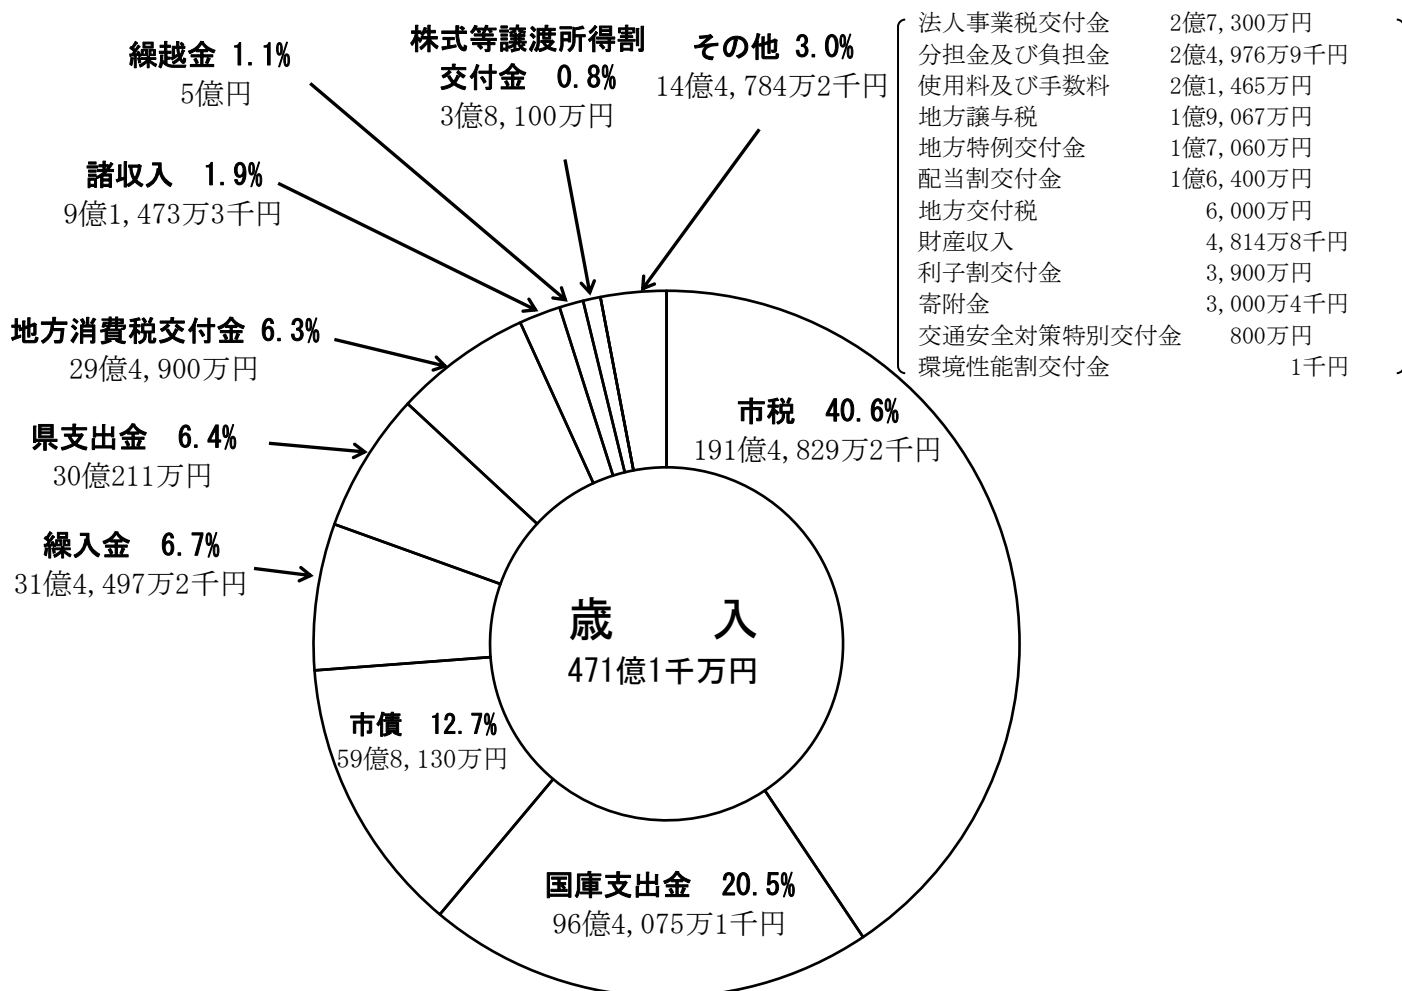 繰越金 1.1%
5億円
株式等譲渡所得割
交付金 0.8%
3億8,100万円
その他 3.0%
14億4,784万2千円
法人事業税交付金 2億7,300万円
分担金及び負担金 2億4,976万9千円
使用料及び手数料 2億1,465万円
地方譲与税 1億9,067万円
地方特例交付金 1億7,060万円
配当割交付金 1億6,400万円
地方交付税 6,000万円
財産収入 4,814万8千円
利子割交付金 3,900万円
寄附金 3,000万4千円
交通安全対策特別交付金 800万円
環境性能割交付金 1千円
諸収入 1.9%
9億1,473万3千円
地方消費税交付金 6.3%
29億4,900万円
県支出金 6.4%
30億211万円
繰入金 6.7%
31億4,497万2千円
市税 40.6%
191億4,829万2千円
歳 入
471億1千万円
市債 12.7%
59億8,130万円
国庫支出金 20.5%
96億4,075万1千円